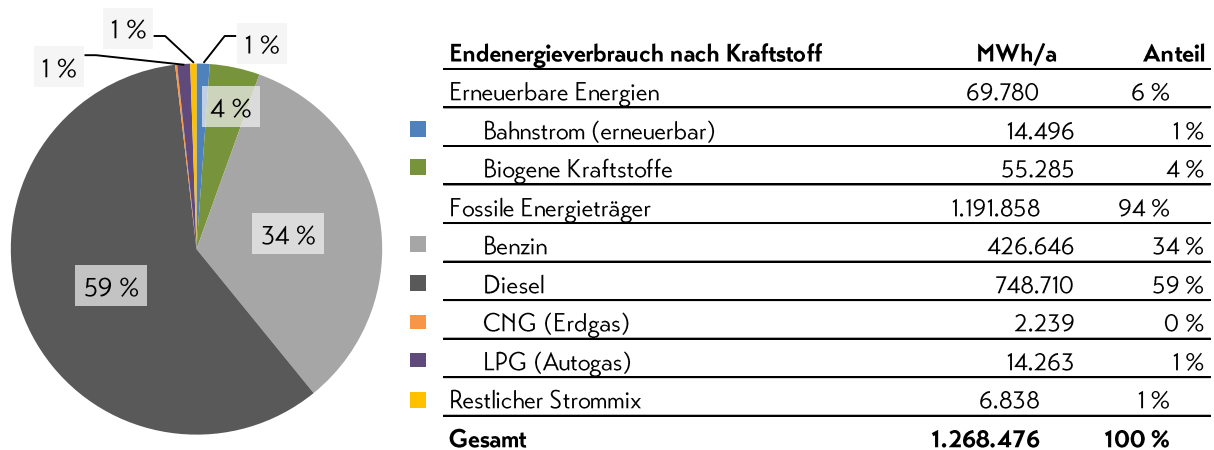 1 %
1 %
1 %
4 %
34 %
59 %
Endenergieverbrauch nach Kraftstoff MWh/a Anteil
Erneuerbare Energien 69.780 6 %
Bahnstrom (erneuerbar) 14.496 1 %
Biogene Kraftstoffe 55.285 4 %
Fossile Energieträger 1.191.858 94 %
Benzin 426.646 34 %
Diesel 748.710 59 %
CNG (Erdgas) 2.239 0 %
LPG (Autogas) 14.263 1 %
Restlicher Strommix 6.838 1 %
Gesamt 1.268.476 100 %